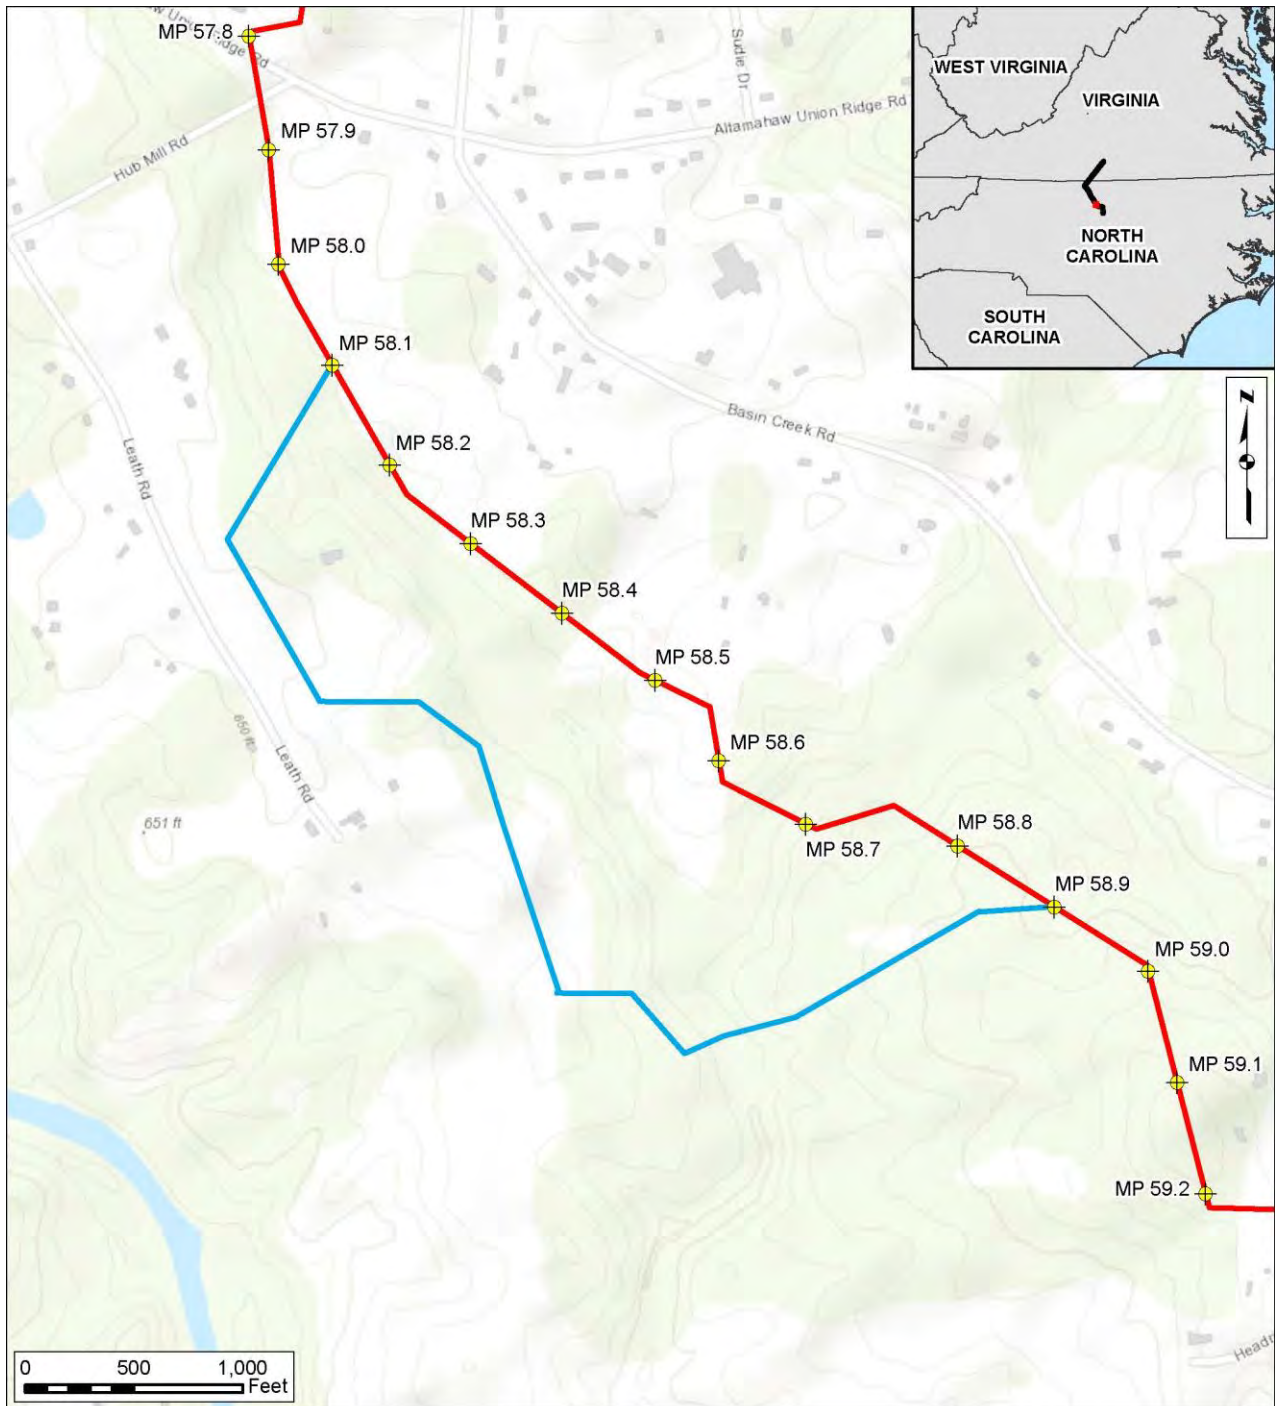 MP 57.8
Union Ridge Rd
Sudie Dr
Altamahaw Union Ridge Rd
Hub Mill Rd
MP 57.9
MP 58.0
MP 58.1
MP 58.2
MP 58.3
MP 58.4
MP 58.5
MP 58.6
MP 58.7
MP 58.8
MP 58.9
MP 59.0
MP 59.1
MP 59.2
Basin Creek Rd
Leath Rd
650 ft
Leath Rd
651 ft
WEST VIRGINIA
VIRGINIA
NORTH
CAROLINA
SOUTH
CAROLINA
N
0 500 1,000
Feet